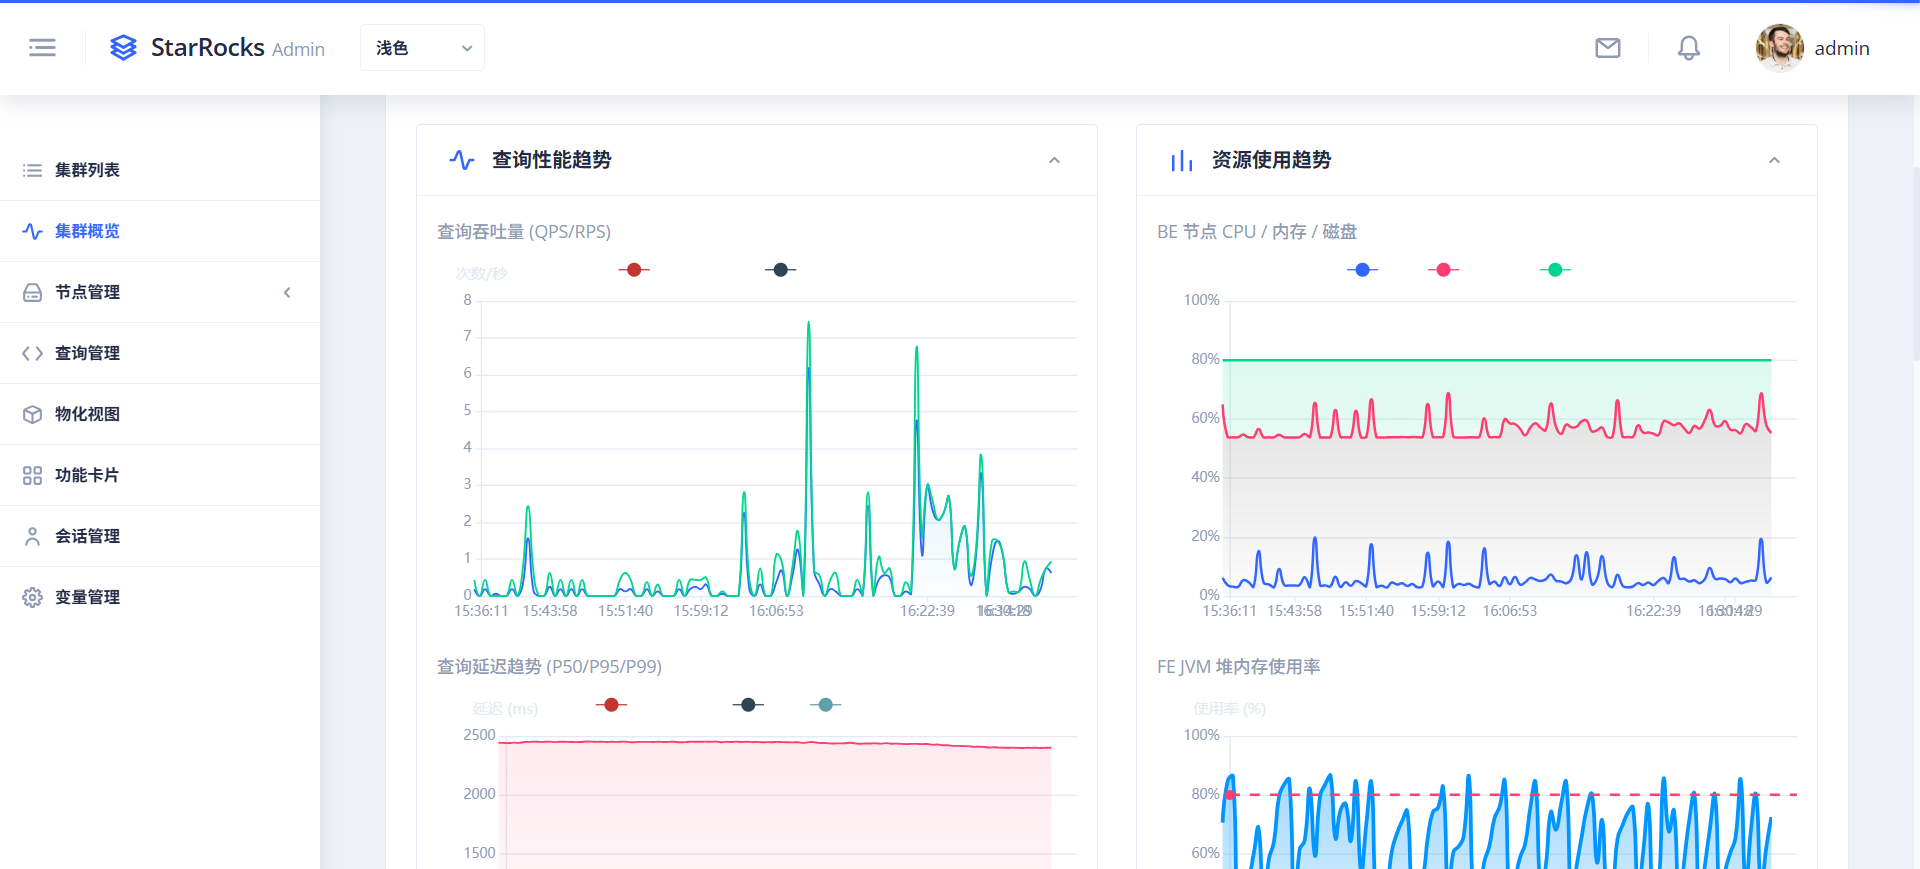 StarRocks Admin
浅色
admin
集群列表
集群概览
节点管理
查询管理
物化视图
功能卡片
会话管理
变量管理
查询性能趋势
查询吞吐量 (QPS/RPS)
次数/秒
8
7
6
5
4
3
2
1
0
15:36:11 15:43:58 15:51:40 15:59:12 16:06:53 16:22:39
查询延迟趋势 (P50/P95/P99)
延迟 (ms)
2500
2000
1500
资源使用趋势
BE 节点 CPU / 内存 / 磁盘
100%
80%
60%
40%
20%
0%
15:36:11 15:43:58 15:51:40 15:59:12 16:06:53 16:22:39
FE JVM 堆内存使用率
使用率 (%)
100%
80%
60%